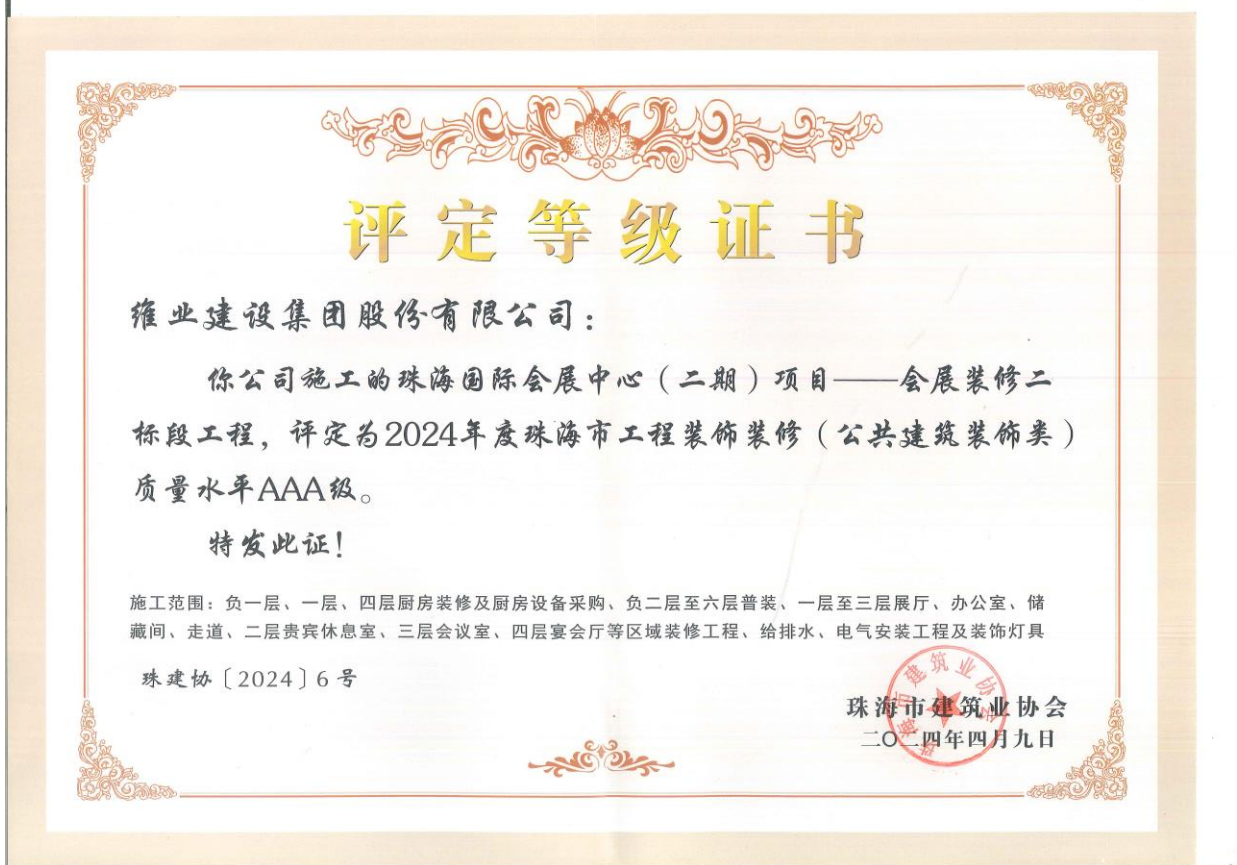 评定等级证书
维业建设集团股份有限公司：
你公司施工的珠海国际会展中心（二期）项目——会展装修二
标段工程，评定为2024年度珠海市工程装饰装修（公共建筑装饰类）
质量水平AAA级。
特发此证！
施工范围：负一层、一层、四层厨房装修及厨房设备采购、负二层至六层普装、一层至三层展厅、办公室、储
藏间、走道、二层贵宾休息室、三层会议室、四层宴会厅等区域装修工程、给排水、电气安装工程及装饰灯具
珠建协〔2024〕6号
珠海市建筑业协会
珠海市建筑业协会
二〇二四年四月九日